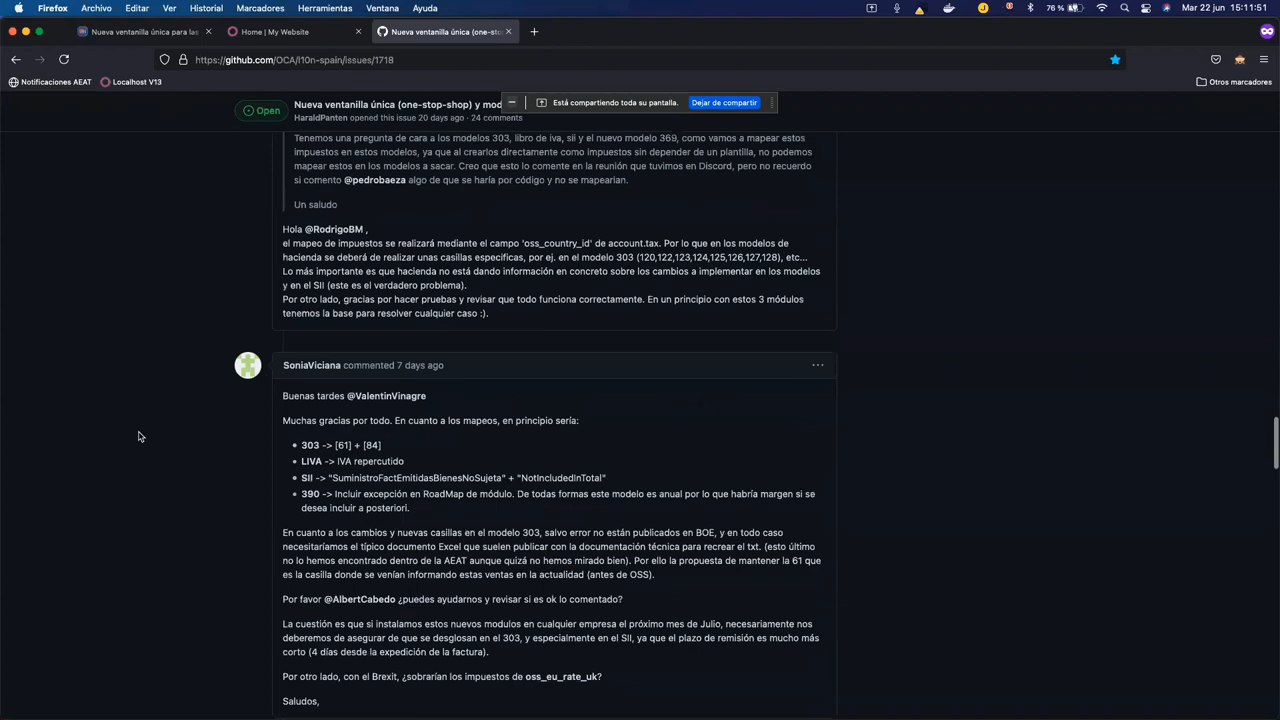 Firefox Archivo Editar Ver Historial Marcadores Herramientas Ventana Ayuda 76 % Mar 22 jun 15:11:51
Nueva ventanilla única para las Home | My Website Nueva ventanilla única (one-sto
https://github.com/OCA/l10n-spain/issues/1718
Notificaciones AEAT Localhost V13 Otros marcadores
Está compartiendo toda su pantalla. Dejar de compartir
Open Nueva ventanilla única (one-stop-shop) y mod
HaraldPanten opened this issue 20 days ago · 24 comments
Tenemos una pregunta de cara a los modelos 303, libro de iva, sii y el nuevo modelo 369, como vamos a mapear estos
impuestos en estos modelos, ya que al crearlos directamente como impuestos sin depender de un plantilla, no podemos
mapear estos en los modelos a sacar. Creo que esto lo comente en la reunión que tuvimos en Discord, pero no recuerdo
si comento @pedrobaeza algo de que se haría por código y no se mapearian.
Un saludo
Hola @RodrigoBM ,
el mapeo de impuestos se realizará mediante el campo 'oss_country_id' de account.tax. Por lo que en los modelos de
hacienda se deberá de realizar unas casillas especificas, por ej. en el modelo 303 (120,122,123,124,125,126,127,128), etc...
Lo más importante es que hacienda no está dando información en concreto sobre los cambios a implementar en los modelos
y en el SII (este es el verdadero problema).
Por otro lado, gracias por hacer pruebas y revisar que todo funciona correctamente. En un principio con estos 3 módulos
tenemos la base para resolver cualquier caso :).
SoniaViciana commented 7 days ago
Buenas tardes @ValentinVinagre
Muchas gracias por todo. En cuanto a los mapeos, en principio sería:
• 303 -> [61] + [84]
• LIVA -> IVA repercutido
• SII -> "SuministroFactEmitidasBienesNoSujeta" + "NotIncludedInTotal"
• 390 -> Incluir excepción en RoadMap de módulo. De todas formas este modelo es anual por lo que habría margen si se
desea incluir a posteriori.
En cuanto a los cambios y nuevas casillas en el modelo 303, salvo error no están publicados en BOE, y en todo caso
necesitaríamos el típico documento Excel que suelen publicar con la documentación técnica para recrear el txt. (esto último
no lo hemos encontrado dentro de la AEAT aunque quizá no hemos mirado bien). Por ello la propuesta de mantener la 61 que
es la casilla donde se venían informando estas ventas en la actualidad (antes de OSS).
Por favor @AlbertCabedo ¿puedes ayudarnos y revisar si es ok lo comentado?
La cuestión es que si instalamos estos nuevos modulos en cualquier empresa el próximo mes de Julio, necesariamente nos
deberemos de asegurar de que se desglosan en el 303, y especialmente en el SII, ya que el plazo de remisión es mucho más
corto (4 días desde la expedición de la factura).
Por otro lado, con el Brexit, ¿sobrarían los impuestos de oss_eu_rate_uk?
Saludos,